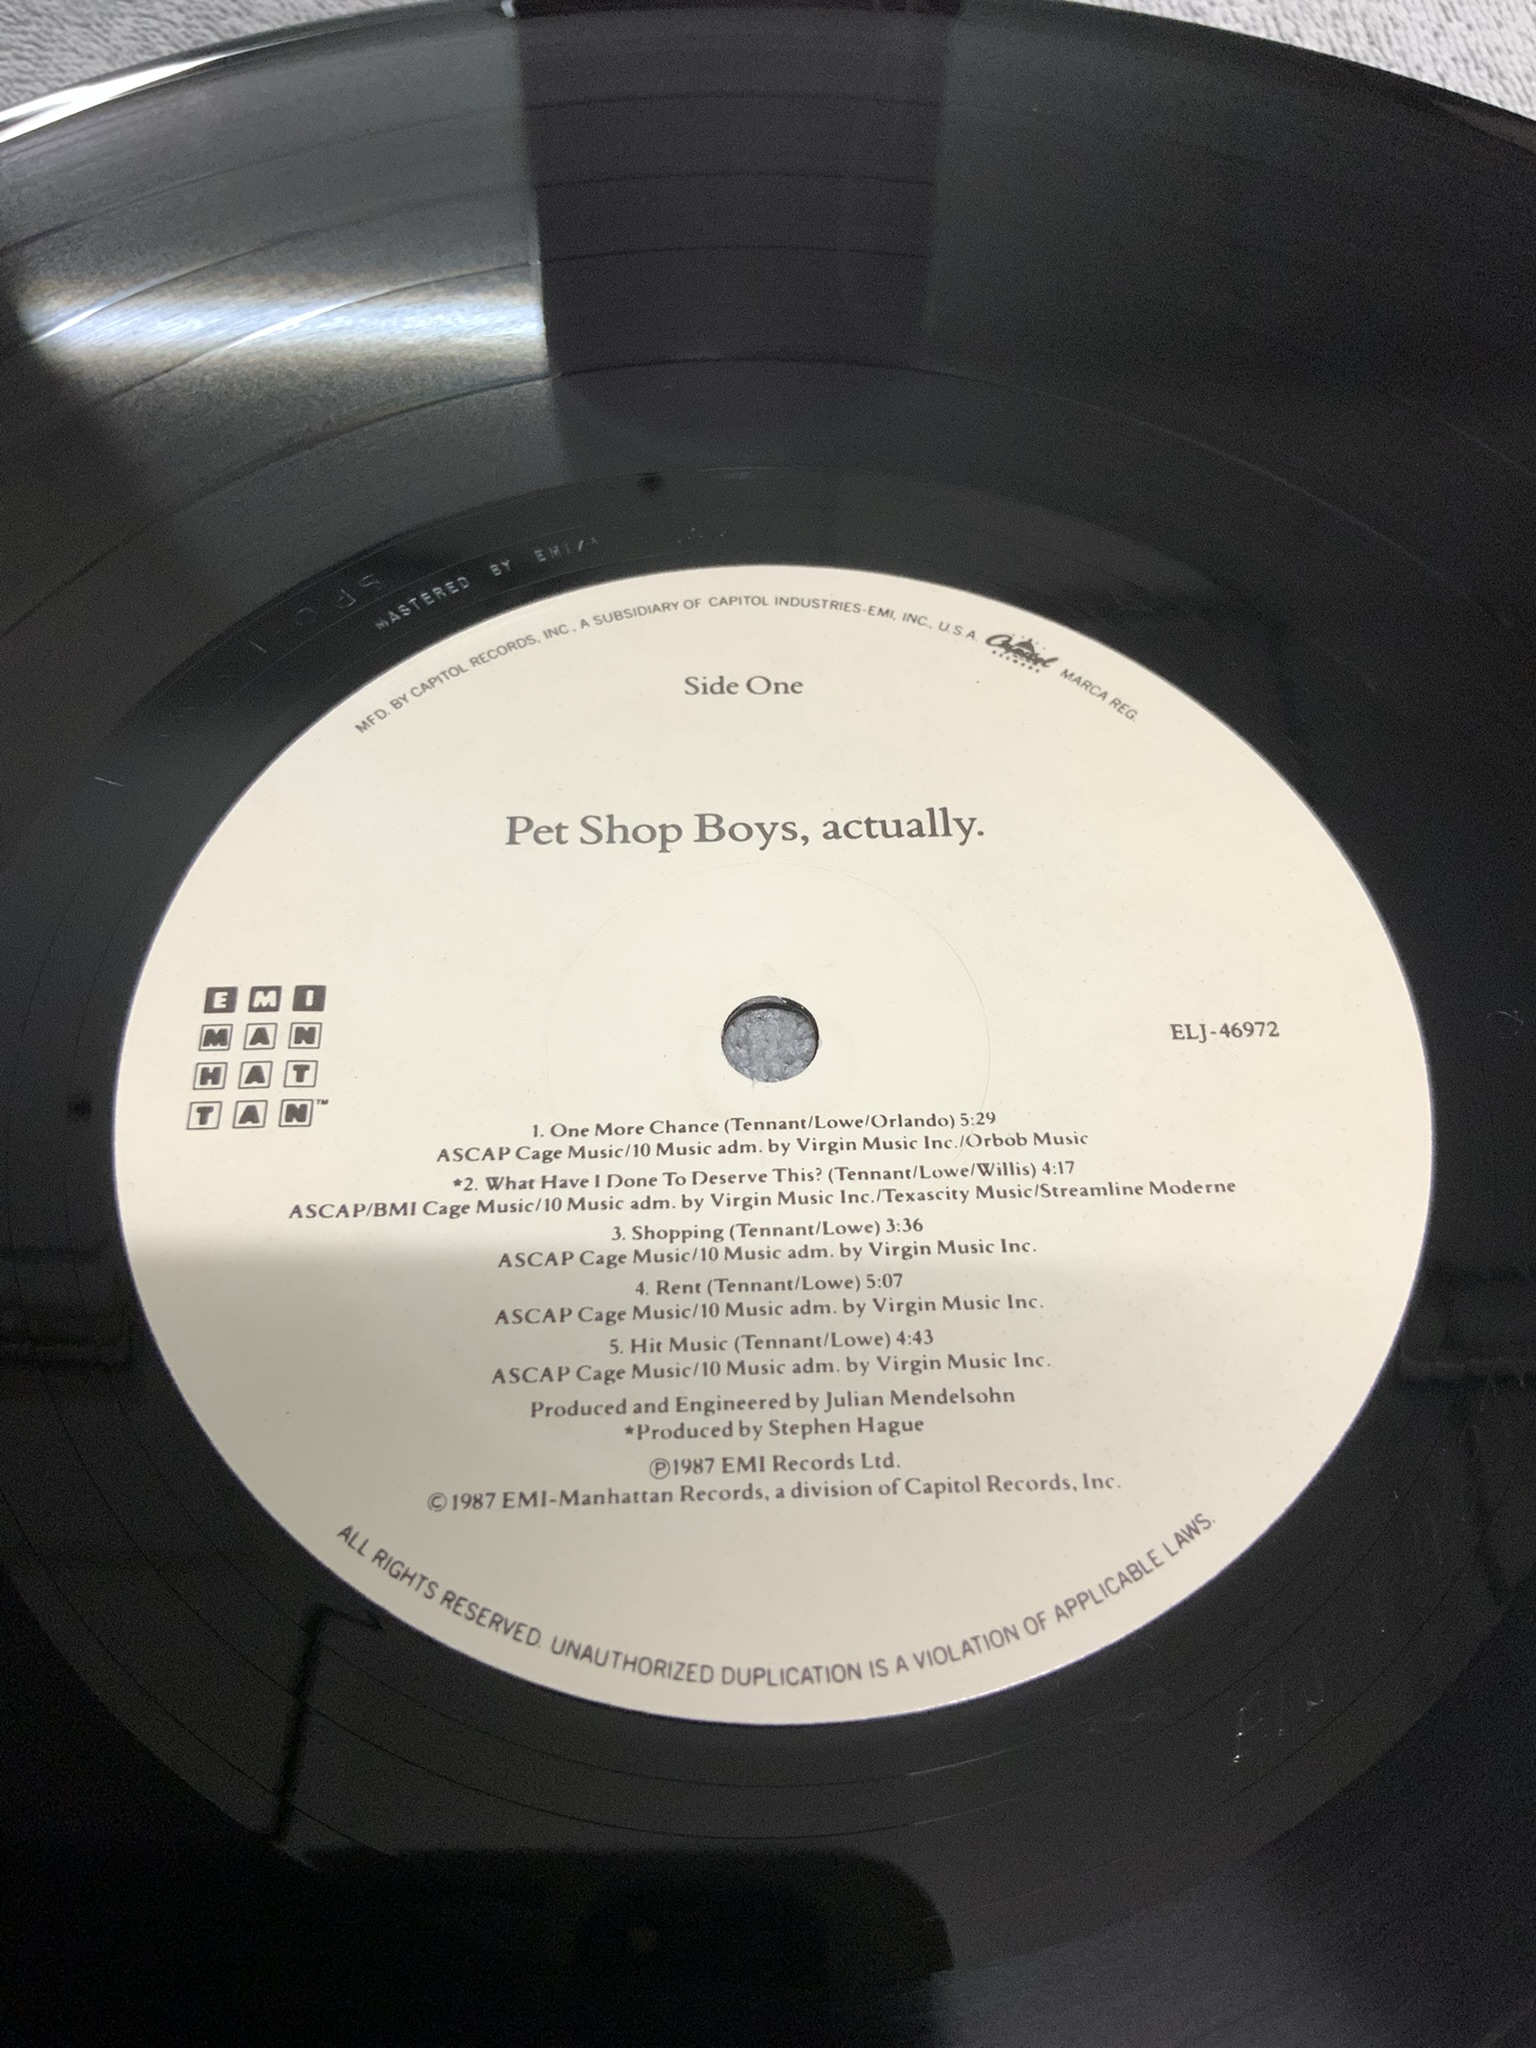 MASTERED BY EMI/
MFD. BY CAPITOL RECORDS, INC., A SUBSIDIARY OF CAPITOL INDUSTRIES-EMI, INC., U.S.A. Capitol RECORDS MARCA REG.
Side One
Pet Shop Boys, actually.
EMI
MAN
HAT
TAN™
ELJ-46972
1. One More Chance (Tennant/Lowe/Orlando) 5:29
ASCAP Cage Music/10 Music adm. by Virgin Music Inc./Orbob Music
*2. What Have I Done To Deserve This? (Tennant/Lowe/Willis) 4:17
ASCAP/BMI Cage Music/10 Music adm. by Virgin Music Inc./Texascity Music/Streamline Moderne
3. Shopping (Tennant/Lowe) 3:36
ASCAP Cage Music/10 Music adm. by Virgin Music Inc.
4. Rent (Tennant/Lowe) 5:07
ASCAP Cage Music/10 Music adm. by Virgin Music Inc.
5. Hit Music (Tennant/Lowe) 4:43
ASCAP Cage Music/10 Music adm. by Virgin Music Inc.
Produced and Engineered by Julian Mendelsohn
*Produced by Stephen Hague
℗1987 EMI Records Ltd.
©1987 EMI-Manhattan Records, a division of Capitol Records, Inc.
ALL RIGHTS RESERVED. UNAUTHORIZED DUPLICATION IS A VIOLATION OF APPLICABLE LAWS.